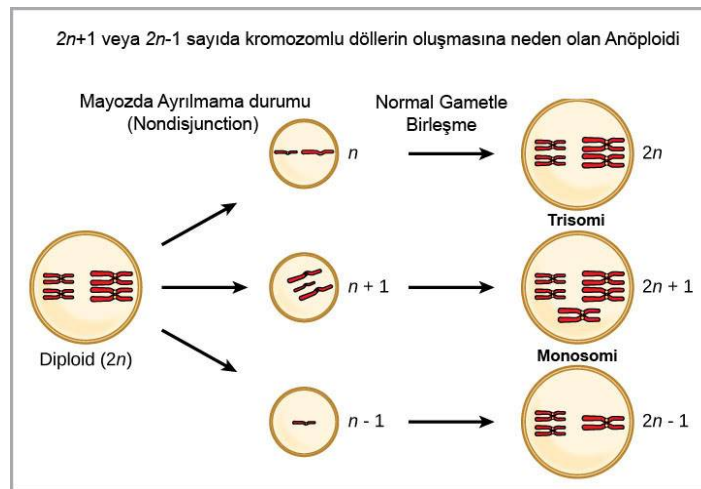 2n+1 veya 2n-1 sayıda kromozomlu döllerin oluşmasına neden olan Anöploidi
Mayozda Ayrılmama durumu
(Nondisjunction)
Normal Gametle
Birleşme
n
2n
Trisomi
Diploid (2n)
n + 1
2n + 1
Monosomi
n - 1
2n - 1